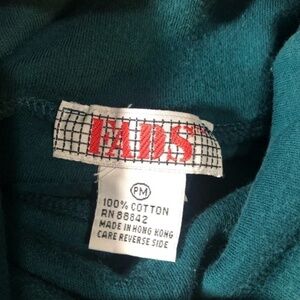 FADS
PM
100% COTTON
RN 88842
MADE IN HONG KONG
CARE REVERSE SIDE